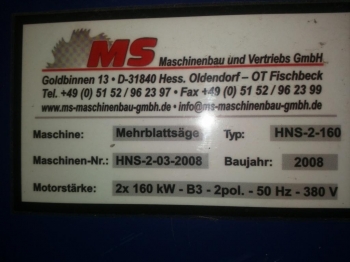 MS Maschinenbau und Vertriebs GmbH
Goldbinnen 13 • D-31840 Hess. Oldendorf – OT Fischbeck
Tel. +49 (0) 51 52 / 96 23 97 • Fax +49 (0) 51 52 / 96 23 99
www.ms-maschinenbau-gmbh.de • info@ms-maschinenbau-gmbh.de
Maschine: Mehrblattsäge Typ: HNS-2-160
Maschinen-Nr.: HNS-2-03-2008 Baujahr: 2008
Motorstärke: 2x 160 kW - B3 - 2pol. - 50 Hz - 380 V